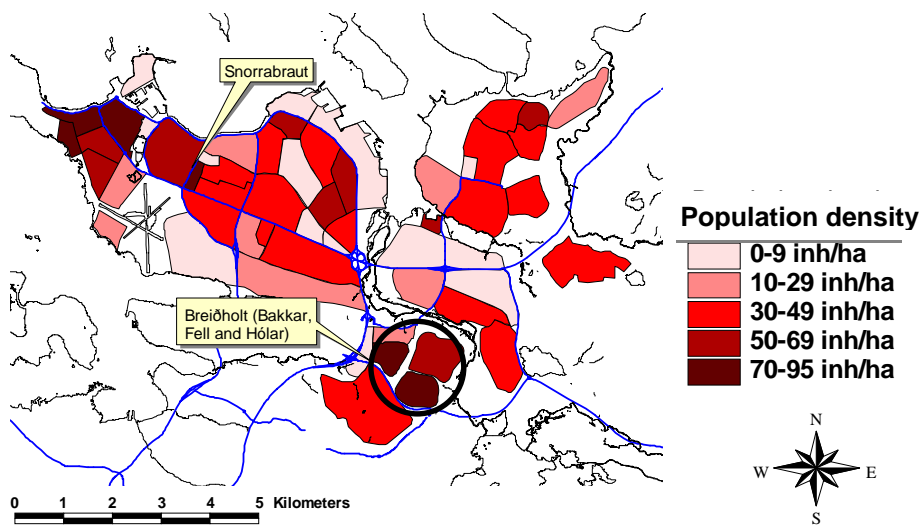 Snorrabraut
Breiðholt (Bakkar,
Fell and Hólar)
Population density
0-9 inh/ha
10-29 inh/ha
30-49 inh/ha
50-69 inh/ha
70-95 inh/ha
N
W E
S
0 1 2 3 4 5 Kilometers